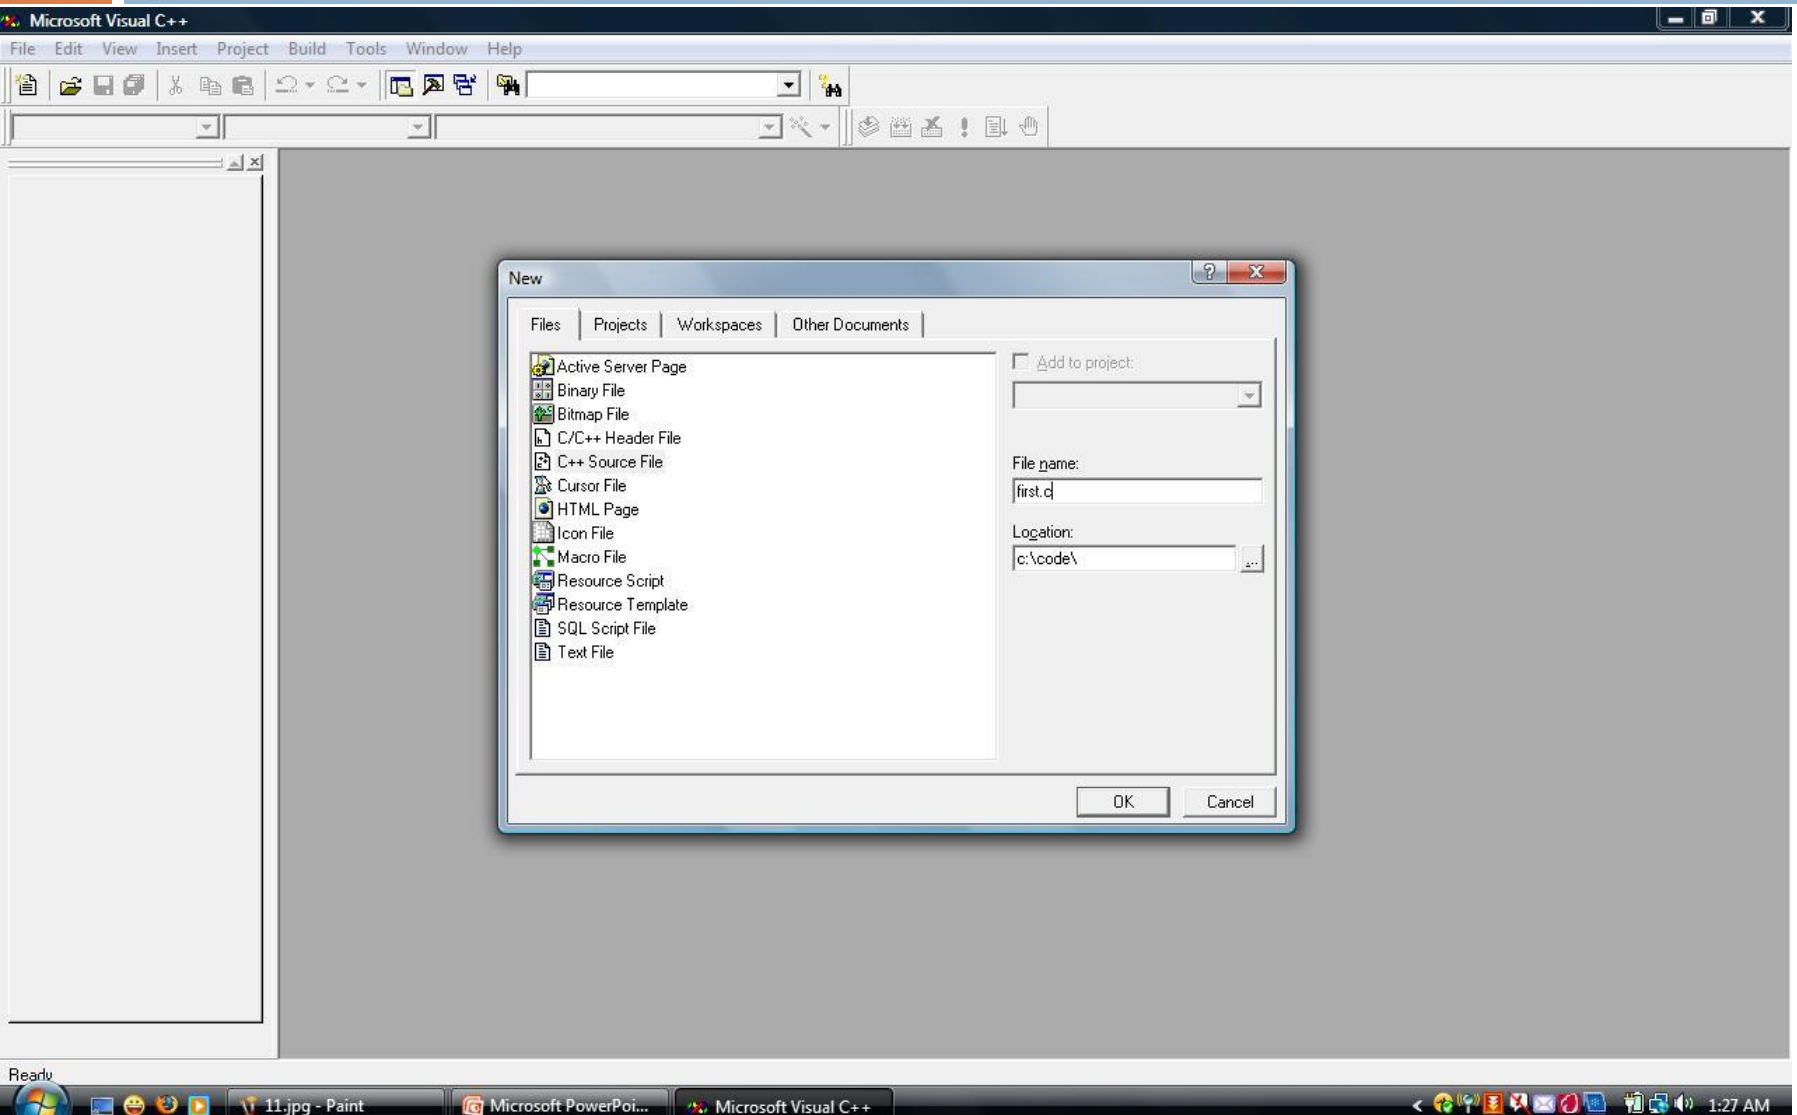 Microsoft Visual C++
File Edit View Insert Project Build Tools Window Help
New
Files Projects Workspaces Other Documents
Active Server Page
Binary File
Bitmap File
C/C++ Header File
C++ Source File
Cursor File
HTML Page
Icon File
Macro File
Resource Script
Resource Template
SQL Script File
Text File
Add to project:
File name:
first.c
Location:
c:\code\
...
OK Cancel
Ready
11.jpg - Paint Microsoft PowerPoi... Microsoft Visual C++ 1:27 AM